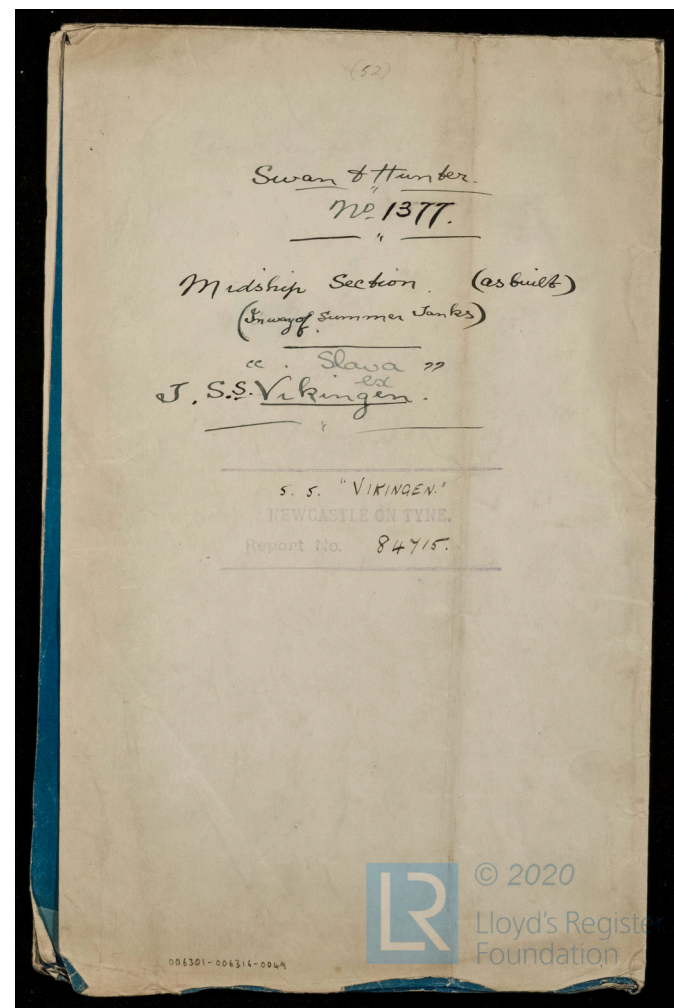 (52)
Swan & Hunter.
No 1377.
Midship Section. (as built)
(In way of Summer Tanks)
"Slava"
ex
T. S.S. Vikingen.
S. S. "VIKINGEN."
NEWCASTLE ON TYNE.
Report No. 84715.
LR
© 2020
Lloyd's Register
Foundation
006301-006316-0049